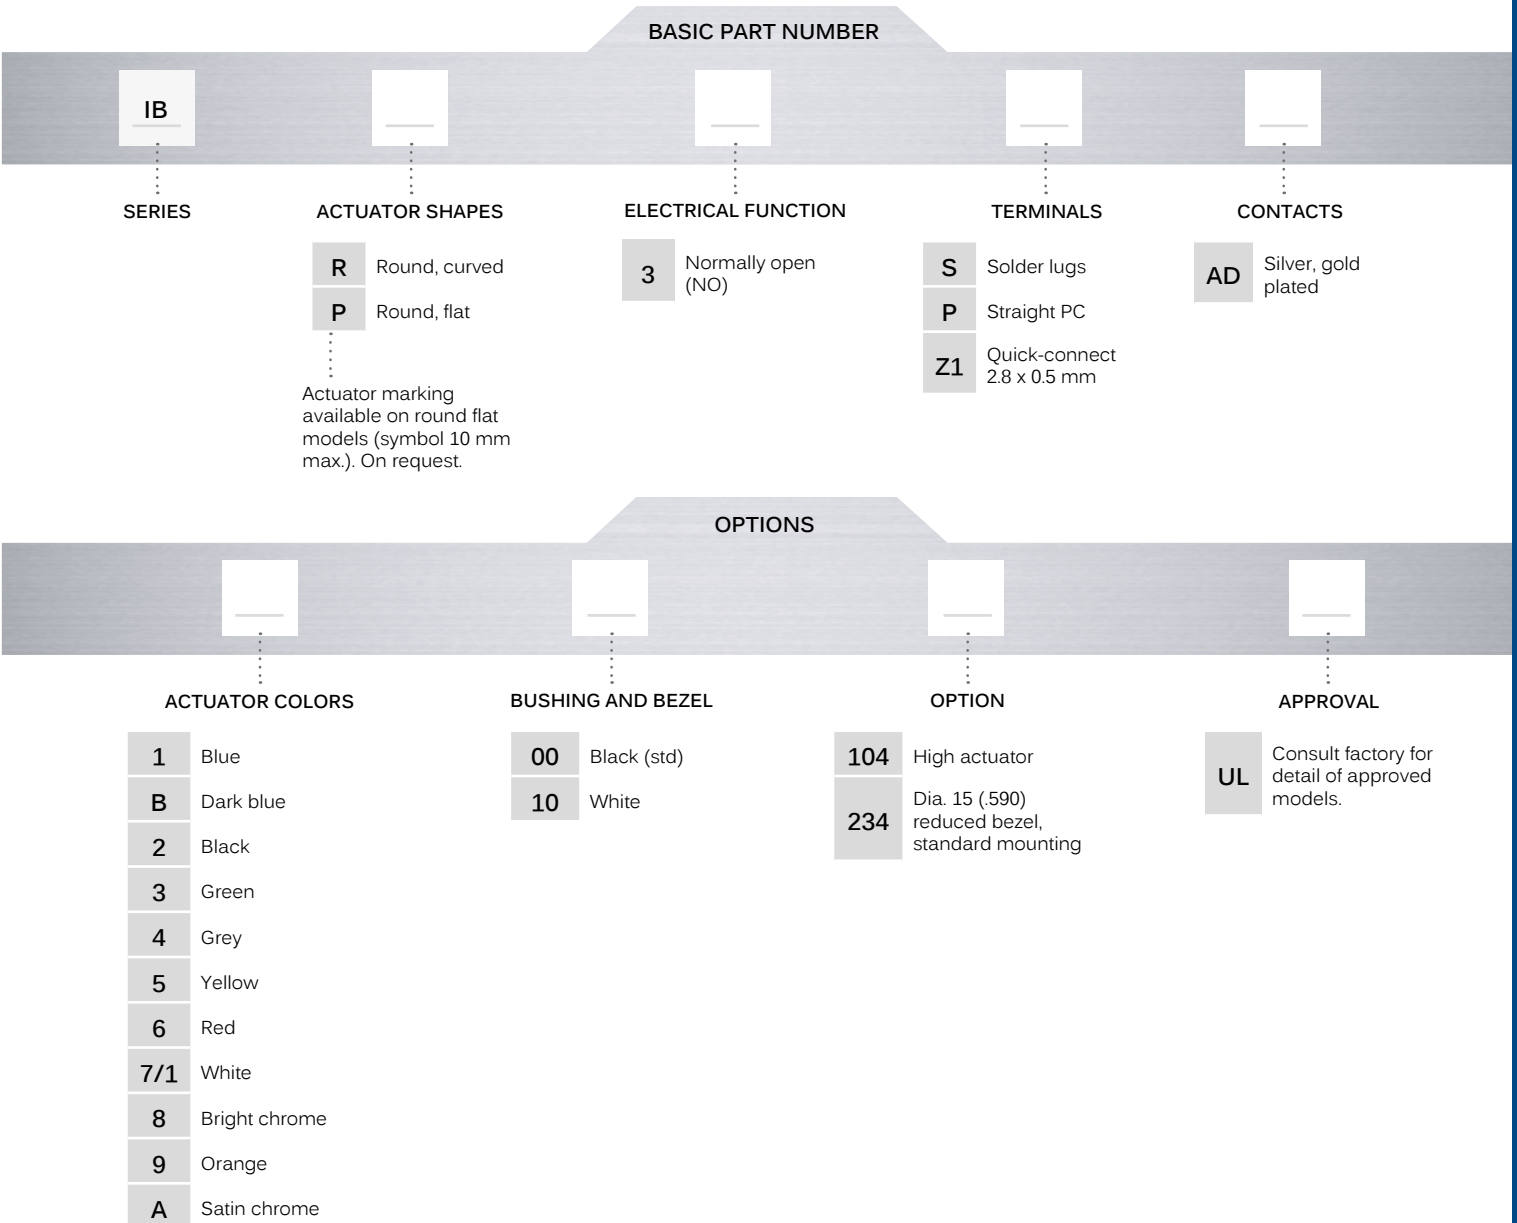 BASIC PART NUMBER
IB
SERIES
ACTUATOR SHAPES
R Round, curved
P Round, flat
Actuator marking
available on round flat
models (symbol 10 mm
max.). On request.
ELECTRICAL FUNCTION
3 Normally open
(NO)
TERMINALS
S Solder lugs
P Straight PC
Z1 Quick-connect
2.8 x 0.5 mm
CONTACTS
AD Silver, gold
plated
OPTIONS
ACTUATOR COLORS
1 Blue
B Dark blue
2 Black
3 Green
4 Grey
5 Yellow
6 Red
7/1 White
8 Bright chrome
9 Orange
A Satin chrome
BUSHING AND BEZEL
00 Black (std)
10 White
OPTION
104 High actuator
234 Dia. 15 (.590)
reduced bezel,
standard mounting
APPROVAL
UL Consult factory for
detail of approved
models.